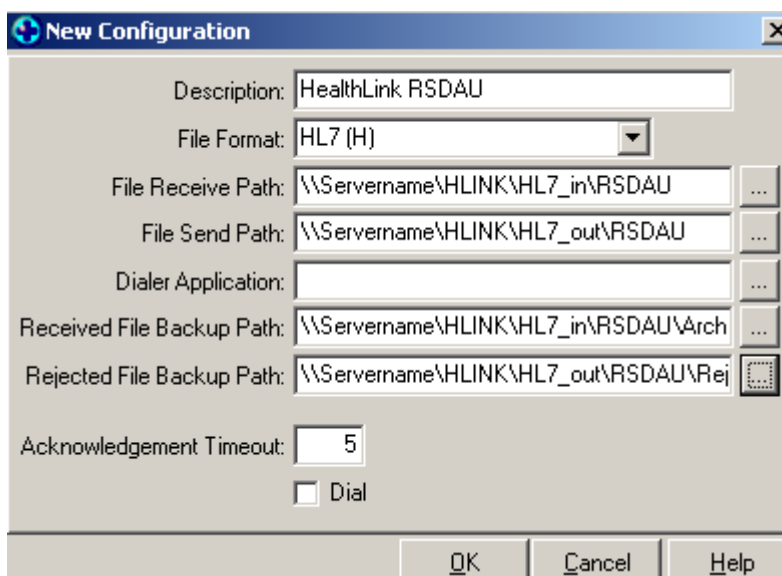 New Configuration
Description: HealthLink RSDAU
File Format: HL7 (H)
File Receive Path: \\Servername\HLINK\HL7_in\RSDAU ...
File Send Path: \\Servername\HLINK\HL7_out\RSDAU ...
Dialer Application: ...
Received File Backup Path: \\Servername\HLINK\HL7_in\RSDAU\Arch ...
Rejected File Backup Path: \\Servername\HLINK\HL7_out\RSDAU\Rej ...
Acknowledgement Timeout: 5
Dial
OK Cancel Help